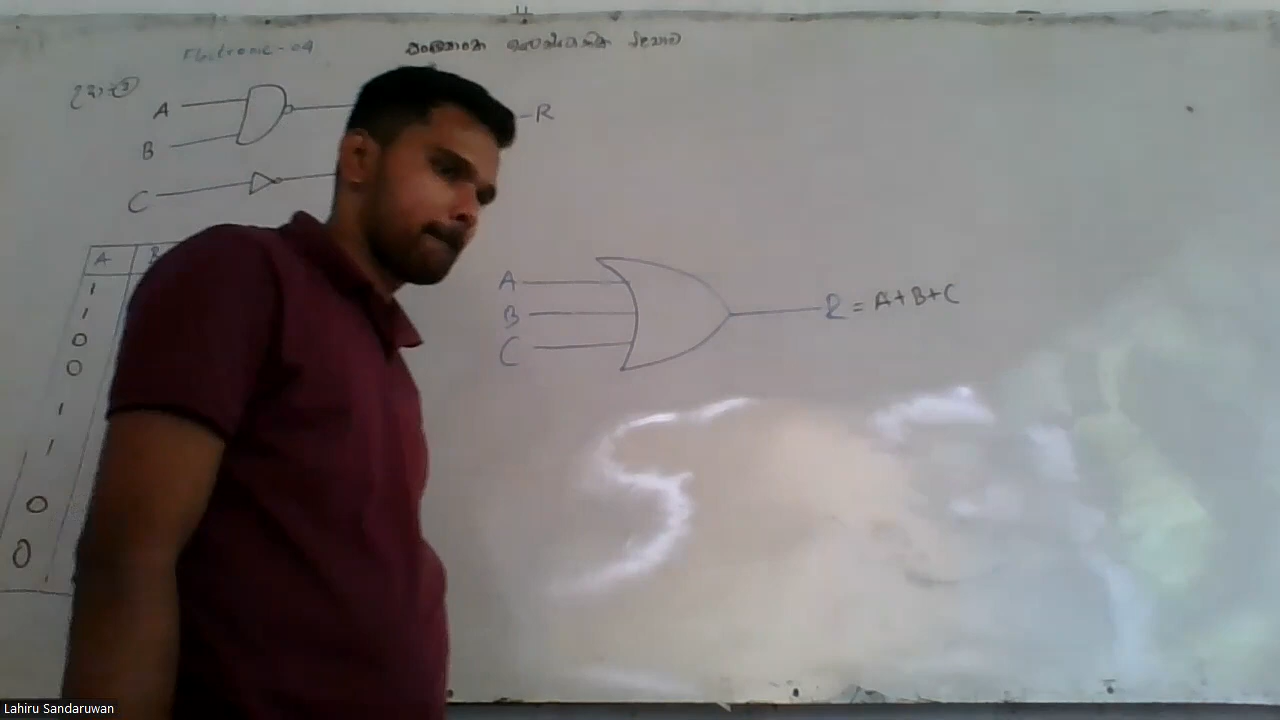 Electronic-04
A
B
R
C
A B
1
1
0
0
1
1
0
0
A
B
C
R = A+B+C
Lahiru Sandaruwan